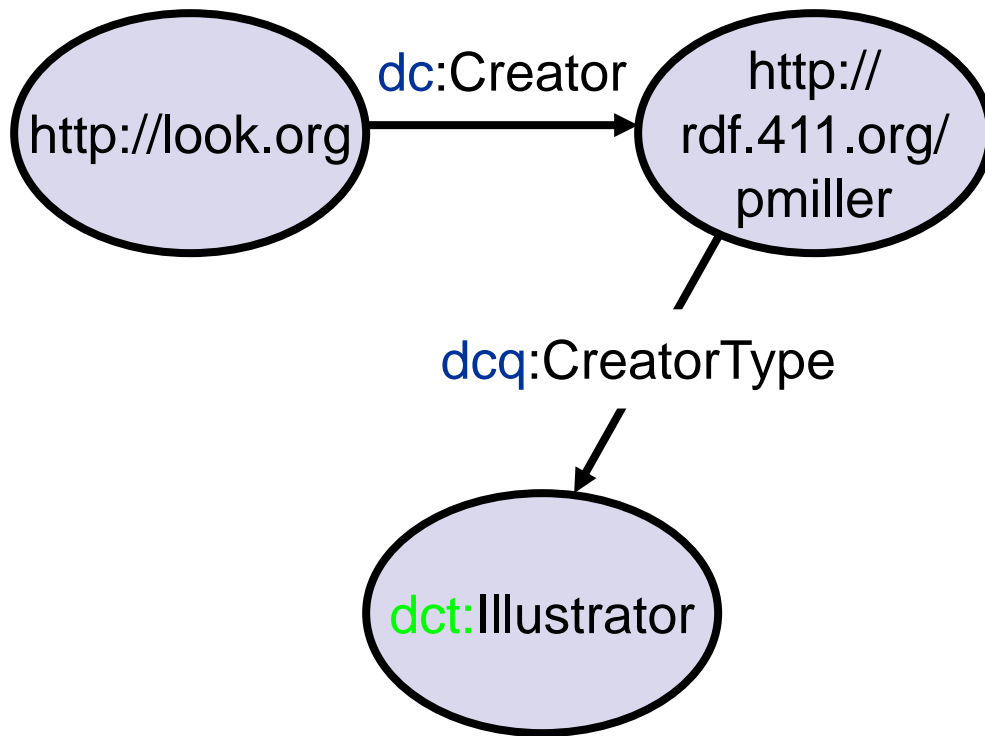 http://look.org
dc:Creator
http://
rdf.411.org/
pmiller
dcq:CreatorType
dct:Illustrator